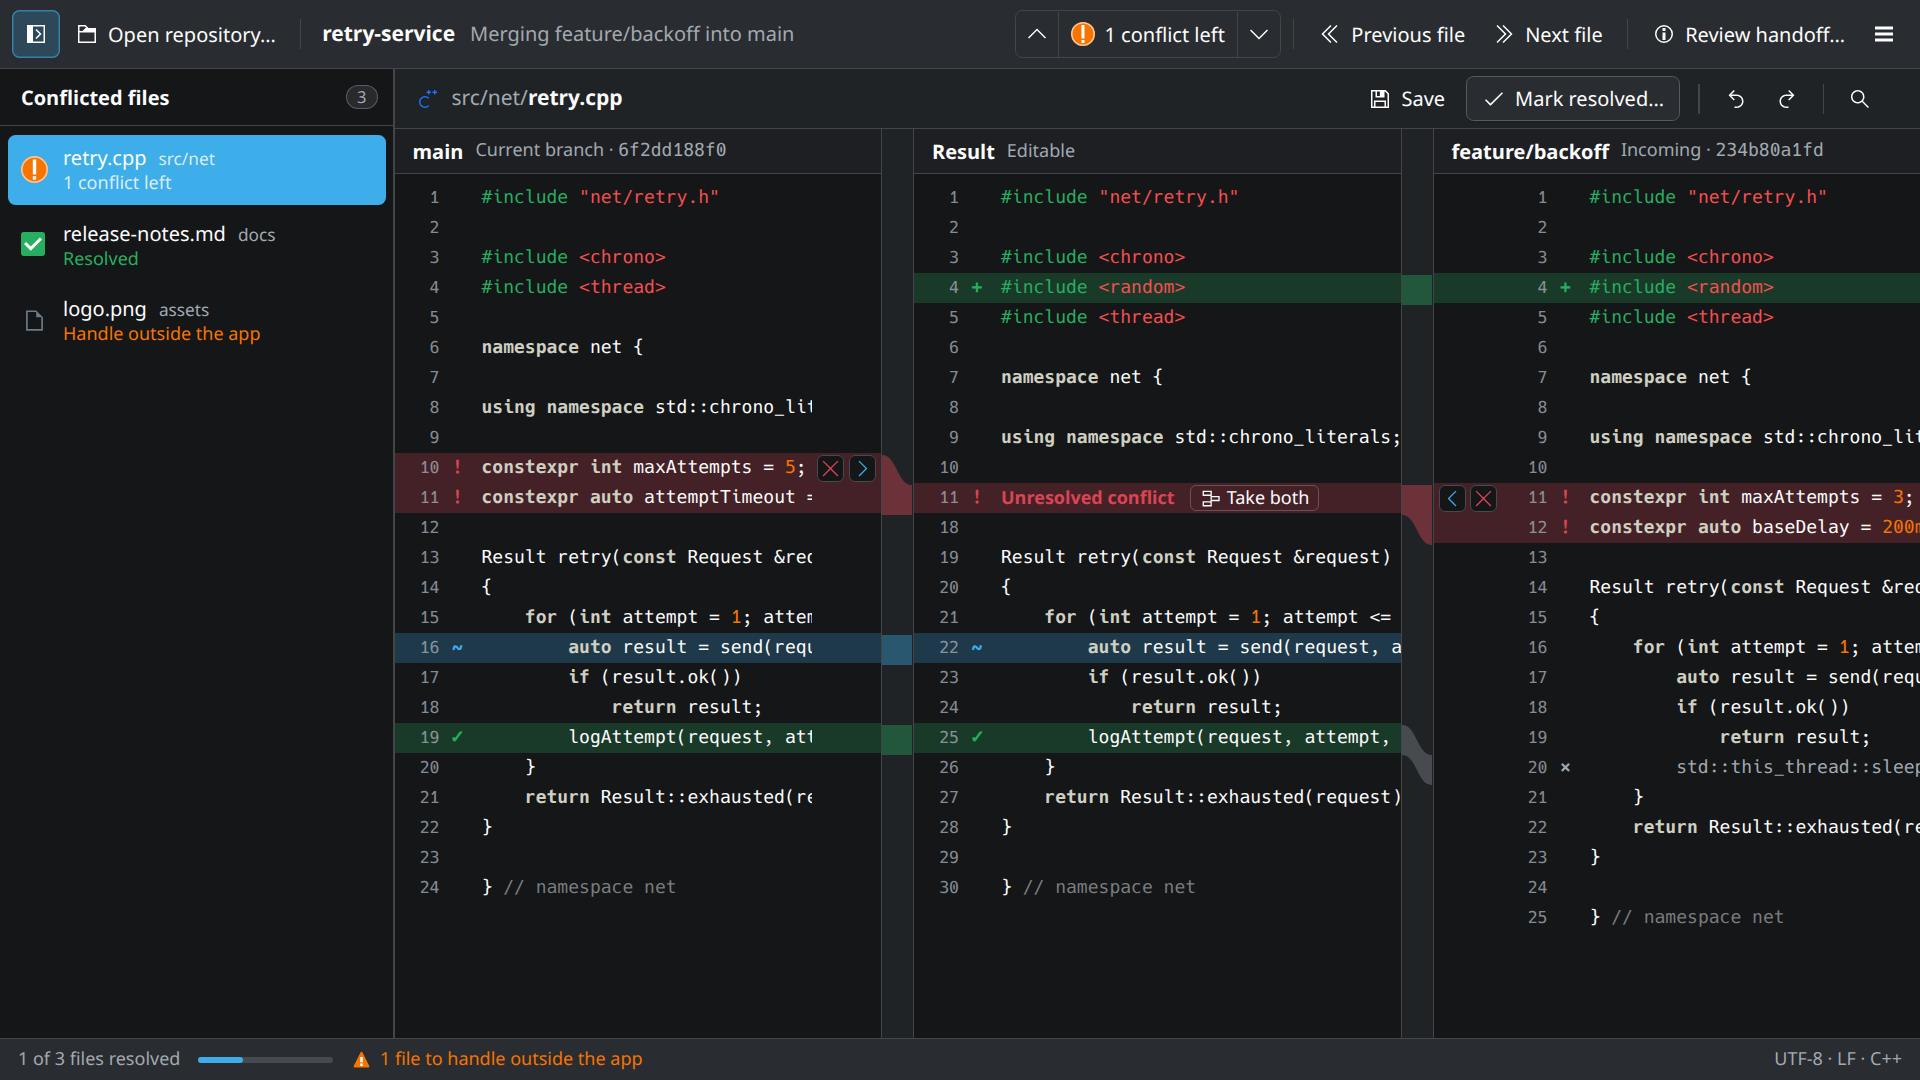 Open repository...
retry-service Merging feature/backoff into main
1 conflict left
Previous file
Next file
Review handoff...
Conflicted files 3
retry.cpp src/net
1 conflict left
release-notes.md docs
Resolved
logo.png assets
Handle outside the app
src/net/retry.cpp
Save
Mark resolved...
main Current branch · 6f2dd188f0
1 #include "net/retry.h"
2
3 #include <chrono>
4 #include <thread>
5
6 namespace net {
7
8 using namespace std::chrono_lit
9
10 ! constexpr int maxAttempts = 5;
11 ! constexpr auto attemptTimeout =
12
13 Result retry(const Request &req
14 {
15 for (int attempt = 1; attem
16 ~ auto result = send(requ
17 if (result.ok())
18 return result;
19 ✓ logAttempt(request, att
20 }
21 return Result::exhausted(re
22 }
23
24 } // namespace net
Result Editable
1 #include "net/retry.h"
2
3 #include <chrono>
4 + #include <random>
5 #include <thread>
6
7 namespace net {
8
9 using namespace std::chrono_literals;
10
11 ! Unresolved conflict Take both
18
19 Result retry(const Request &request)
20 {
21 for (int attempt = 1; attempt <=
22 ~ auto result = send(request, a
23 if (result.ok())
24 return result;
25 ✓ logAttempt(request, attempt,
26 }
27 return Result::exhausted(request)
28 }
29
30 } // namespace net
feature/backoff Incoming · 234b80a1fd
1 #include "net/retry.h"
2
3 #include <chrono>
4 + #include <random>
5 #include <thread>
6
7 namespace net {
8
9 using namespace std::chrono_lit
10
11 ! constexpr int maxAttempts = 3;
12 ! constexpr auto baseDelay = 200m
13
14 Result retry(const Request &req
15 {
16 for (int attempt = 1; attem
17 auto result = send(requ
18 if (result.ok())
19 return result;
20 × std::this_thread::sleep
21 }
22 return Result::exhausted(re
23 }
24
25 } // namespace net
1 of 3 files resolved
1 file to handle outside the app
UTF-8 · LF · C++